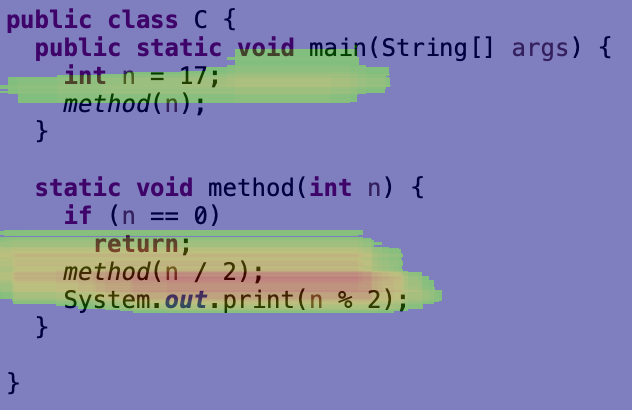 public class C {
public static void main(String[] args) {
int n = 17;
method(n);
}
static void method(int n) {
if (n == 0)
return;
method(n / 2);
System.out.print(n % 2);
}
}